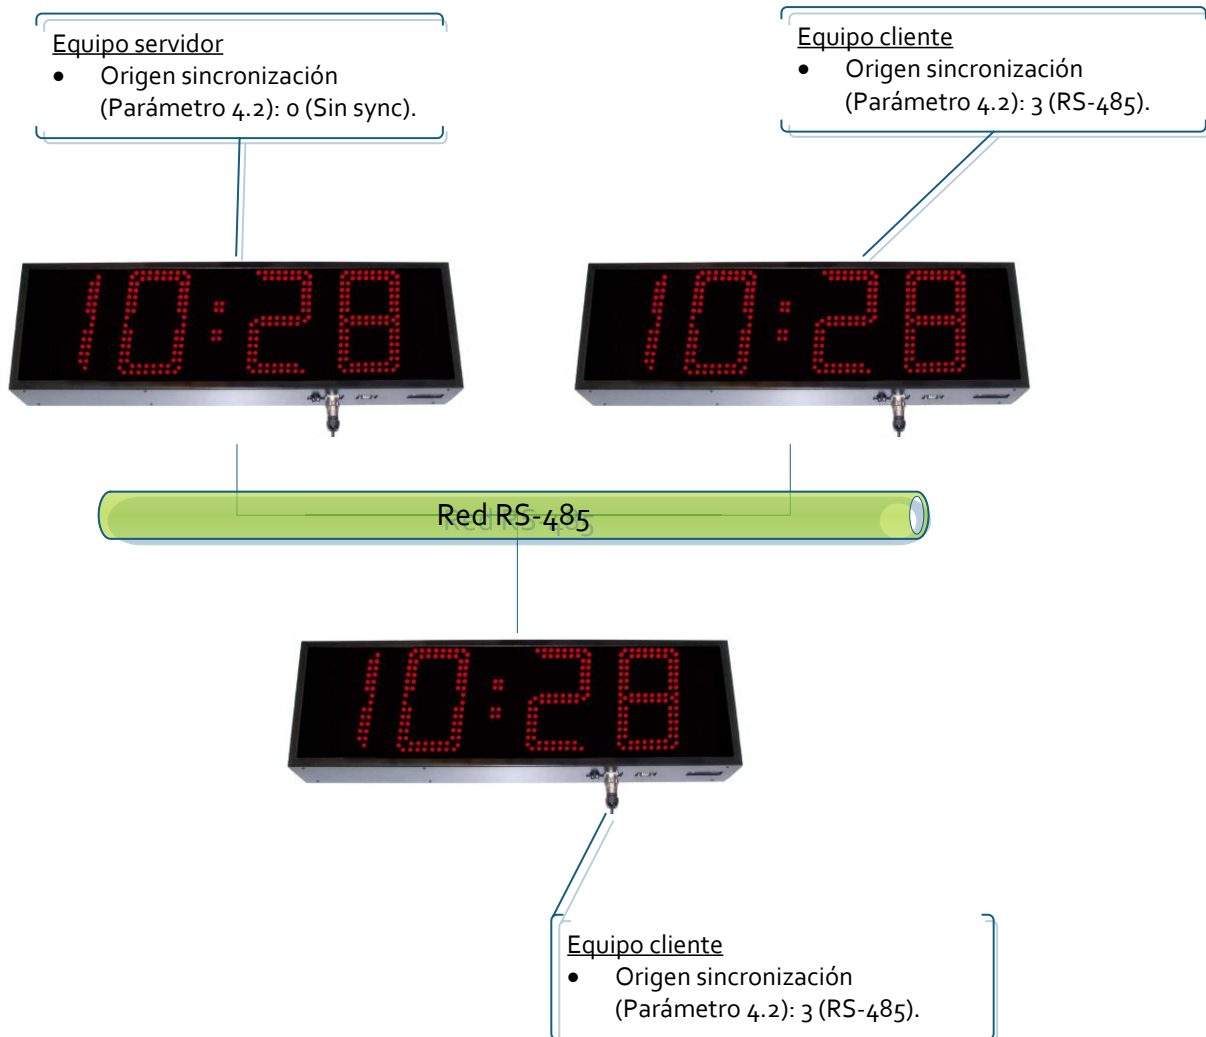 Equipo servidor
• Origen sincronización
(Parámetro 4.2): 0 (Sin sync).
Equipo cliente
• Origen sincronización
(Parámetro 4.2): 3 (RS-485).
10:28
10:28
Red RS-485
10:28
Equipo cliente
• Origen sincronización
(Parámetro 4.2): 3 (RS-485).